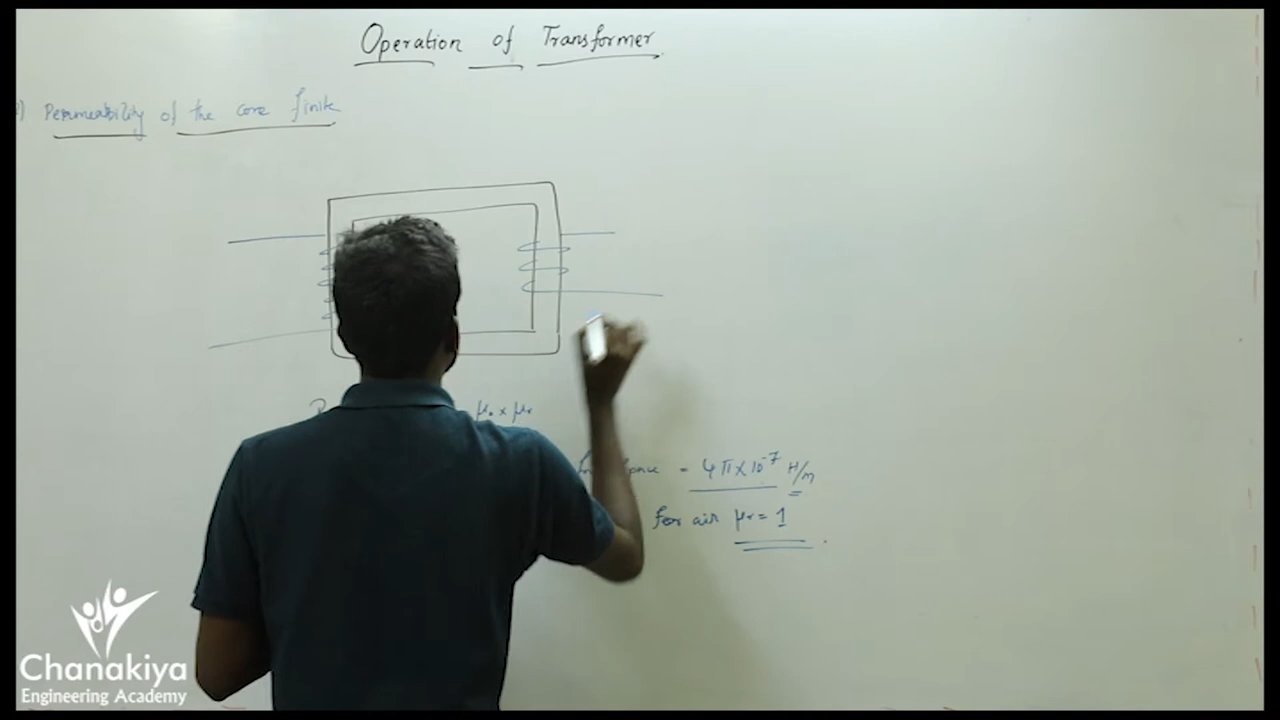 Operation of Transformer
) Permeability of the core finite
μ₀ × μr
space = 4π×10⁻⁷ H/m
for air μr = 1
Chanakiya
Engineering Academy